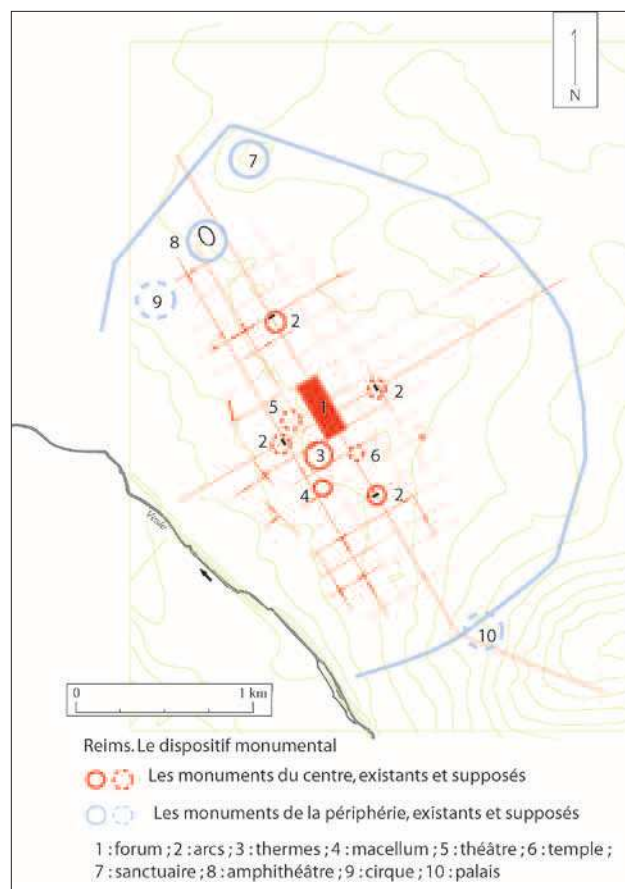 N
7
8
9
2
2
5
1
2
3
6
4
2
Vesle
10
0 1 km
Reims. Le dispositif monumental
Les monuments du centre, existants et supposés
Les monuments de la périphérie, existants et supposés
1 : forum ; 2 : arcs ; 3 : thermes ; 4 : macellum ; 5 : théâtre ; 6 : temple ;
7 : sanctuaire ; 8 : amphithéâtre ; 9 : cirque ; 10 : palais